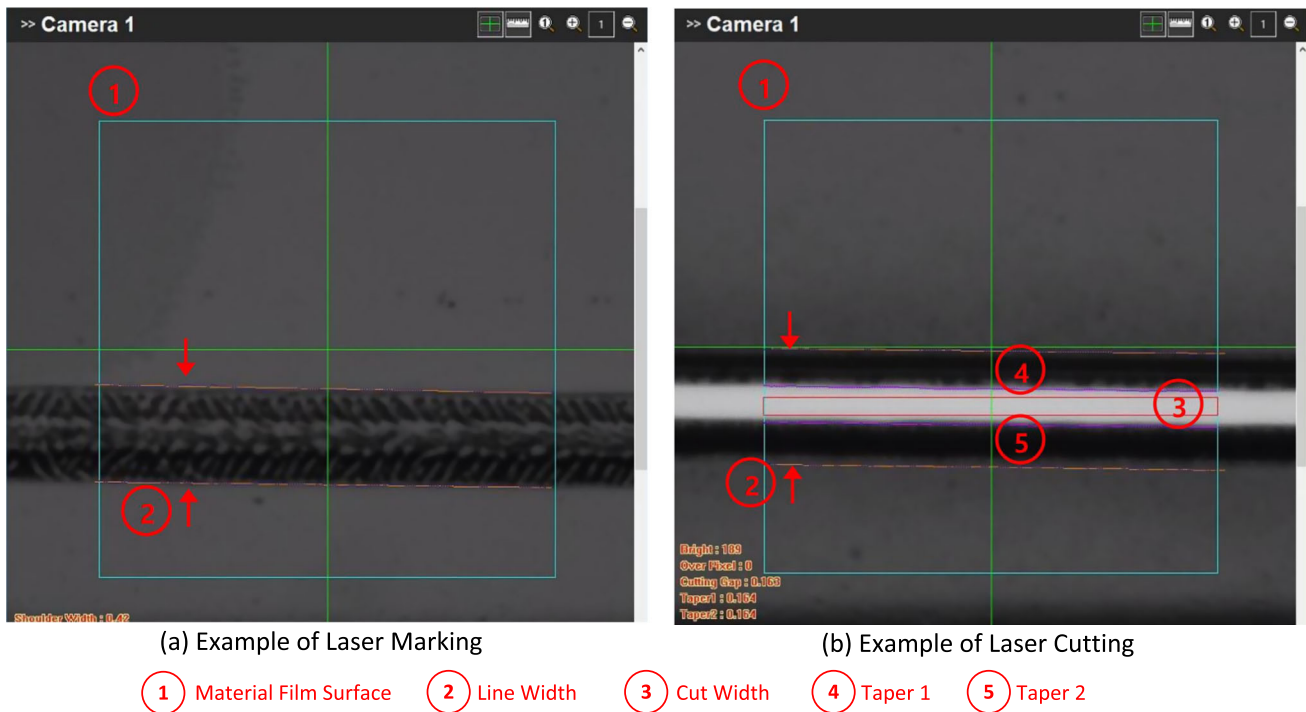 >> Camera 1
1
>> Camera 1
1
1
2
Shoulder Width : 0.42
1
4
3
5
2
Bright : 189
Over Pixel : 0
Cutting Gap : 0.163
Taper1 : 0.164
Taper2 : 0.164
(a) Example of Laser Marking
(b) Example of Laser Cutting
1 Material Film Surface 2 Line Width 3 Cut Width 4 Taper 1 5 Taper 2